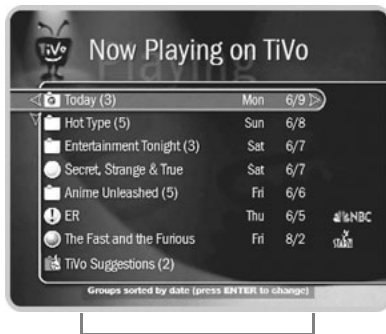 TiVo
Now Playing on TiVo
Today (3) Mon 6/9
Hot Type (5) Sun 6/8
Entertainment Tonight (3) Sat 6/7
Secret, Strange & True Sat 6/7
Anime Unleashed (5) Fri 6/6
ER Thu 6/5 NBC
The Fast and the Furious Fri 8/2 STARZ!
TiVo Suggestions (2)
Groups sorted by date (press ENTER to change)